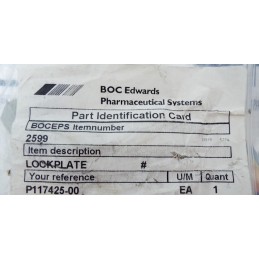 BOC Edwards
Pharmaceutical Systems
Part Identification Card
BOCEPS Itemnumber
2599
Item description
LOCKPLATE #
Your reference U/M Quant
P117425-00 EA 1